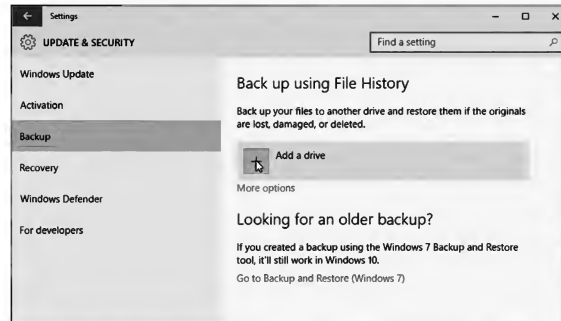 Settings
UPDATE & SECURITY
Find a setting
Windows Update
Activation
Backup
Recovery
Windows Defender
For developers
Back up using File History
Back up your files to another drive and restore them if the originals
are lost, damaged, or deleted.
Add a drive
More options
Looking for an older backup?
If you created a backup using the Windows 7 Backup and Restore
tool, it'll still work in Windows 10.
Go to Backup and Restore (Windows 7)